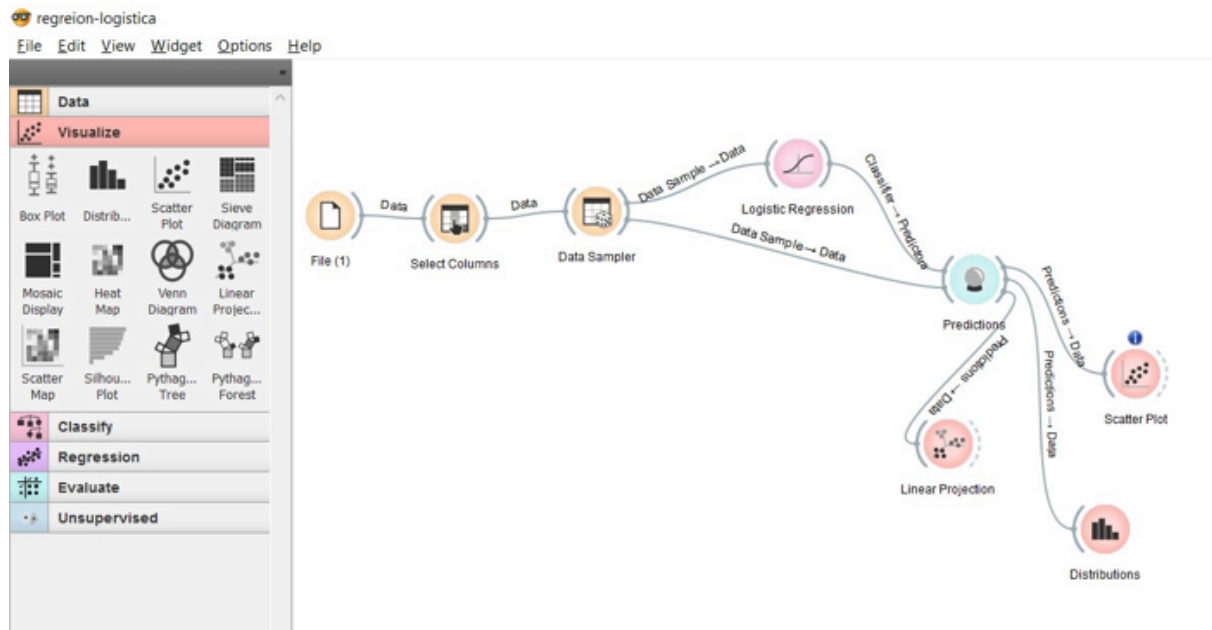 regreion-logistica
File Edit View Widget Options Help
Data
Visualize
Box Plot
Distrib...
Scatter
Plot
Sieve
Diagram
Mosaic
Display
Heat
Map
Venn
Diagram
Linear
Projec...
Scatter
Map
Silhou...
Plot
Pythag...
Tree
Pythag...
Forest
Classify
Regression
Evaluate
Unsupervised
File (1)
Data
Select Columns
Data
Data Sampler
Data Sample → Data
Logistic Regression
Data Sample → Data
Classifier → Predictors
Predictions
Predictions → Data
Scatter Plot
Predictions → Data
Linear Projection
Predictions → Data
Distributions